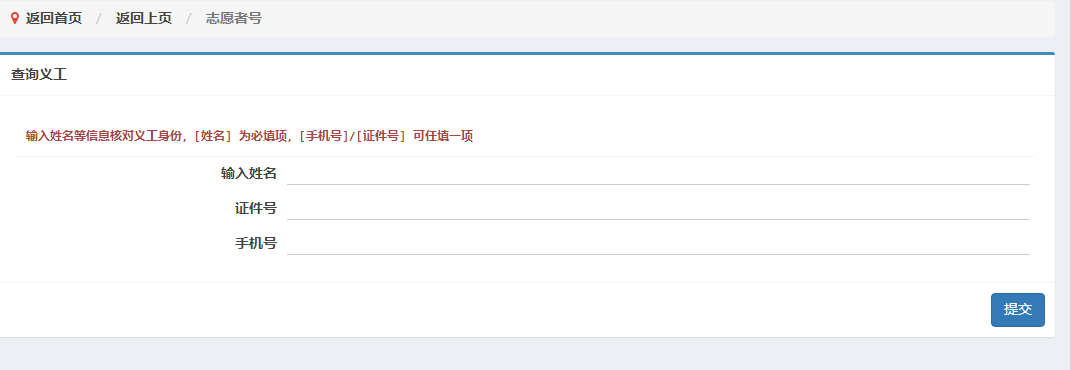 返回首页 / 返回上页 / 志愿者号
查询义工
输入姓名等信息核对义工身份，[姓名] 为必填项，[手机号]/[证件号] 可任填一项
输入姓名
证件号
手机号
提交